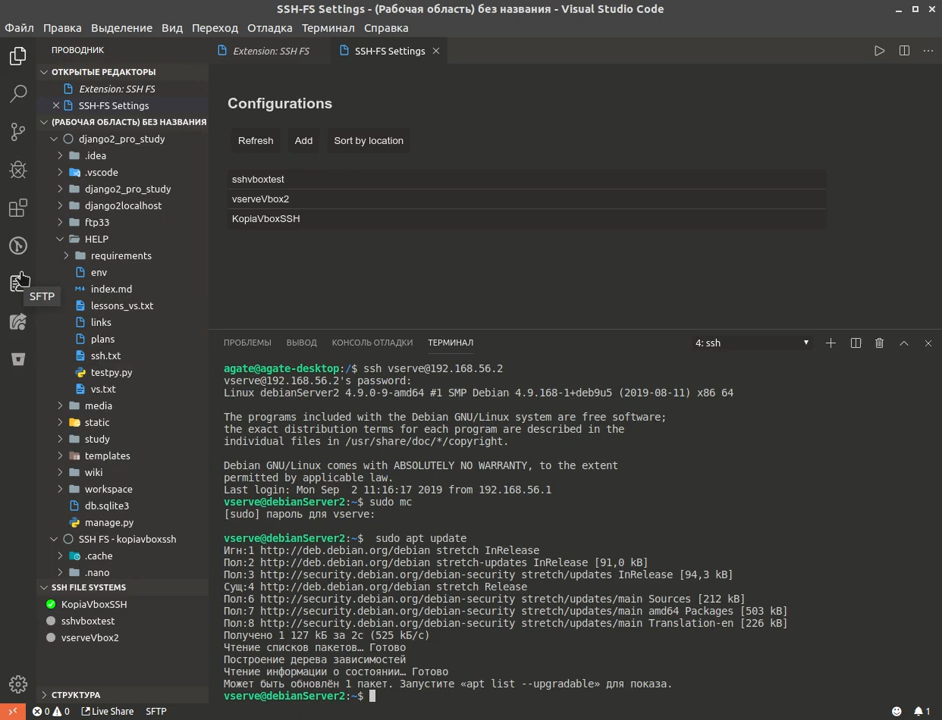 SSH-FS Settings - (Рабочая область) без названия - Visual Studio Code
Файл Правка Выделение Вид Переход Отладка Терминал Справка
ПРОВОДНИК
Extension: SSH FS
SSH-FS Settings
ОТКРЫТЫЕ РЕДАКТОРЫ
Extension: SSH FS
SSH-FS Settings
(РАБОЧАЯ ОБЛАСТЬ) БЕЗ НАЗВАНИЯ
django2_pro_study
.idea
.vscode
django2_pro_study
django2localhost
ftp33
HELP
requirements
env
index.md
lessons_vs.txt
links
plans
ssh.txt
testpy.py
vs.txt
media
static
study
templates
wiki
workspace
db.sqlite3
manage.py
SSH FS - kopiavboxssh
.cache
.nano
SSH FILE SYSTEMS
KopiaVboxSSH
sshvboxtest
vserveVbox2
СТРУКТУРА
SFTP
Configurations
Refresh Add Sort by location
sshvboxtest
vserveVbox2
KopiaVboxSSH
ПРОБЛЕМЫ ВЫВОД КОНСОЛЬ ОТЛАДКИ ТЕРМИНАЛ 4: ssh
agate@agate-desktop:/$ ssh vserve@192.168.56.2
vserve@192.168.56.2's password:
Linux debianServer2 4.9.0-9-amd64 #1 SMP Debian 4.9.168-1+deb9u5 (2019-08-11) x86 64
The programs included with the Debian GNU/Linux system are free software;
the exact distribution terms for each program are described in the
individual files in /usr/share/doc/*/copyright.
Debian GNU/Linux comes with ABSOLUTELY NO WARRANTY, to the extent
permitted by applicable law.
Last login: Mon Sep 2 11:16:17 2019 from 192.168.56.1
vserve@debianServer2:~$ sudo mc
[sudo] пароль для vserve:
vserve@debianServer2:~$ sudo apt update
Игн:1 http://deb.debian.org/debian stretch InRelease
Пол:2 http://deb.debian.org/debian stretch-updates InRelease [91,0 kB]
Пол:3 http://security.debian.org/debian-security stretch/updates InRelease [94,3 kB]
Сущ:4 http://deb.debian.org/debian stretch Release
Пол:6 http://security.debian.org/debian-security stretch/updates/main Sources [212 kB]
Пол:7 http://security.debian.org/debian-security stretch/updates/main amd64 Packages [503 kB]
Пол:8 http://security.debian.org/debian-security stretch/updates/main Translation-en [226 kB]
Получено 1 127 kБ за 2с (525 kБ/c)
Чтение списков пакетов… Готово
Построение дерева зависимостей
Чтение информации о состоянии… Готово
Может быть обновлён 1 пакет. Запустите «apt list --upgradable» для показа.
vserve@debianServer2:~$
0 0 Live Share SFTP 1